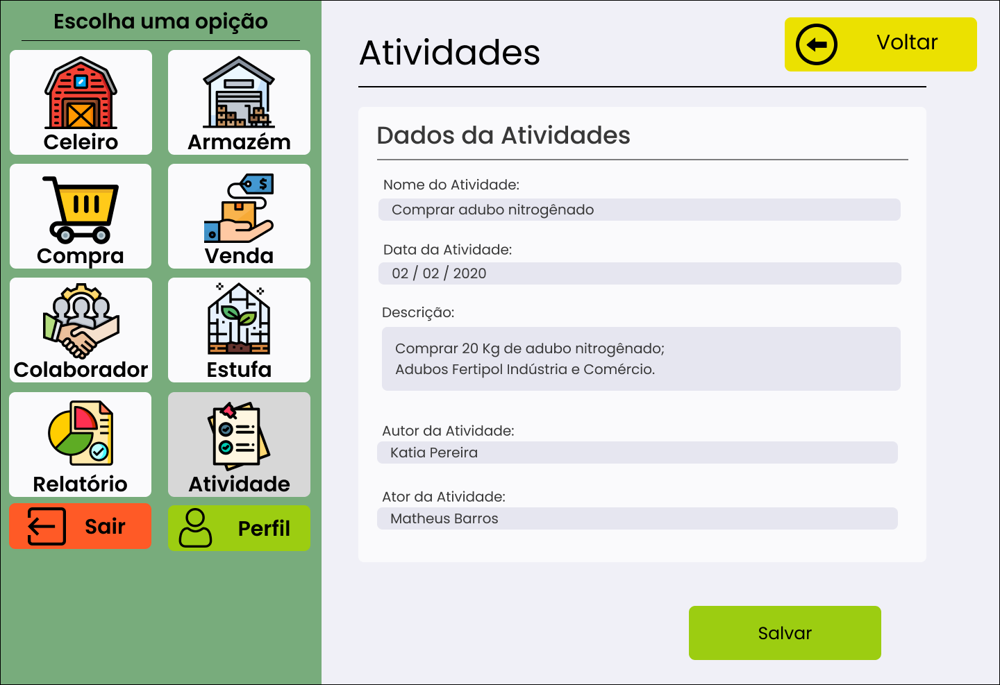 Escolha uma opição
Celeiro
Armazém
Compra
$
Venda
Colaborador
Estufa
Relatório
Atividade
Sair
Perfil
Atividades
Voltar
Dados da Atividades
Nome do Atividade:
Comprar adubo nitrogênado
Data da Atividade:
02 / 02 / 2020
Descrição:
Comprar 20 Kg de adubo nitrogênado;
Adubos Fertipol Indústria e Comércio.
Autor da Atividade:
Katia Pereira
Ator da Atividade:
Matheus Barros
Salvar